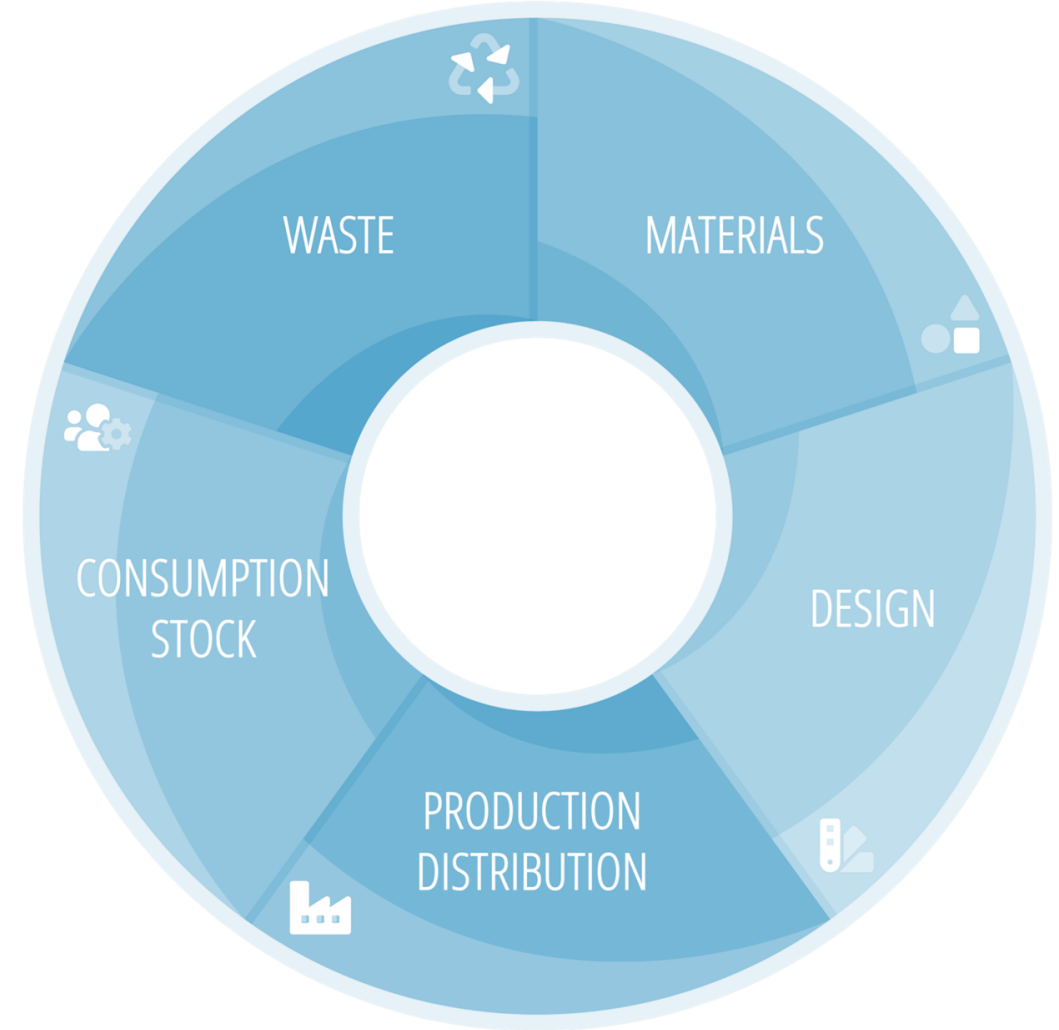 WASTE
MATERIALS
CONSUMPTION
STOCK
DESIGN
PRODUCTION
DISTRIBUTION